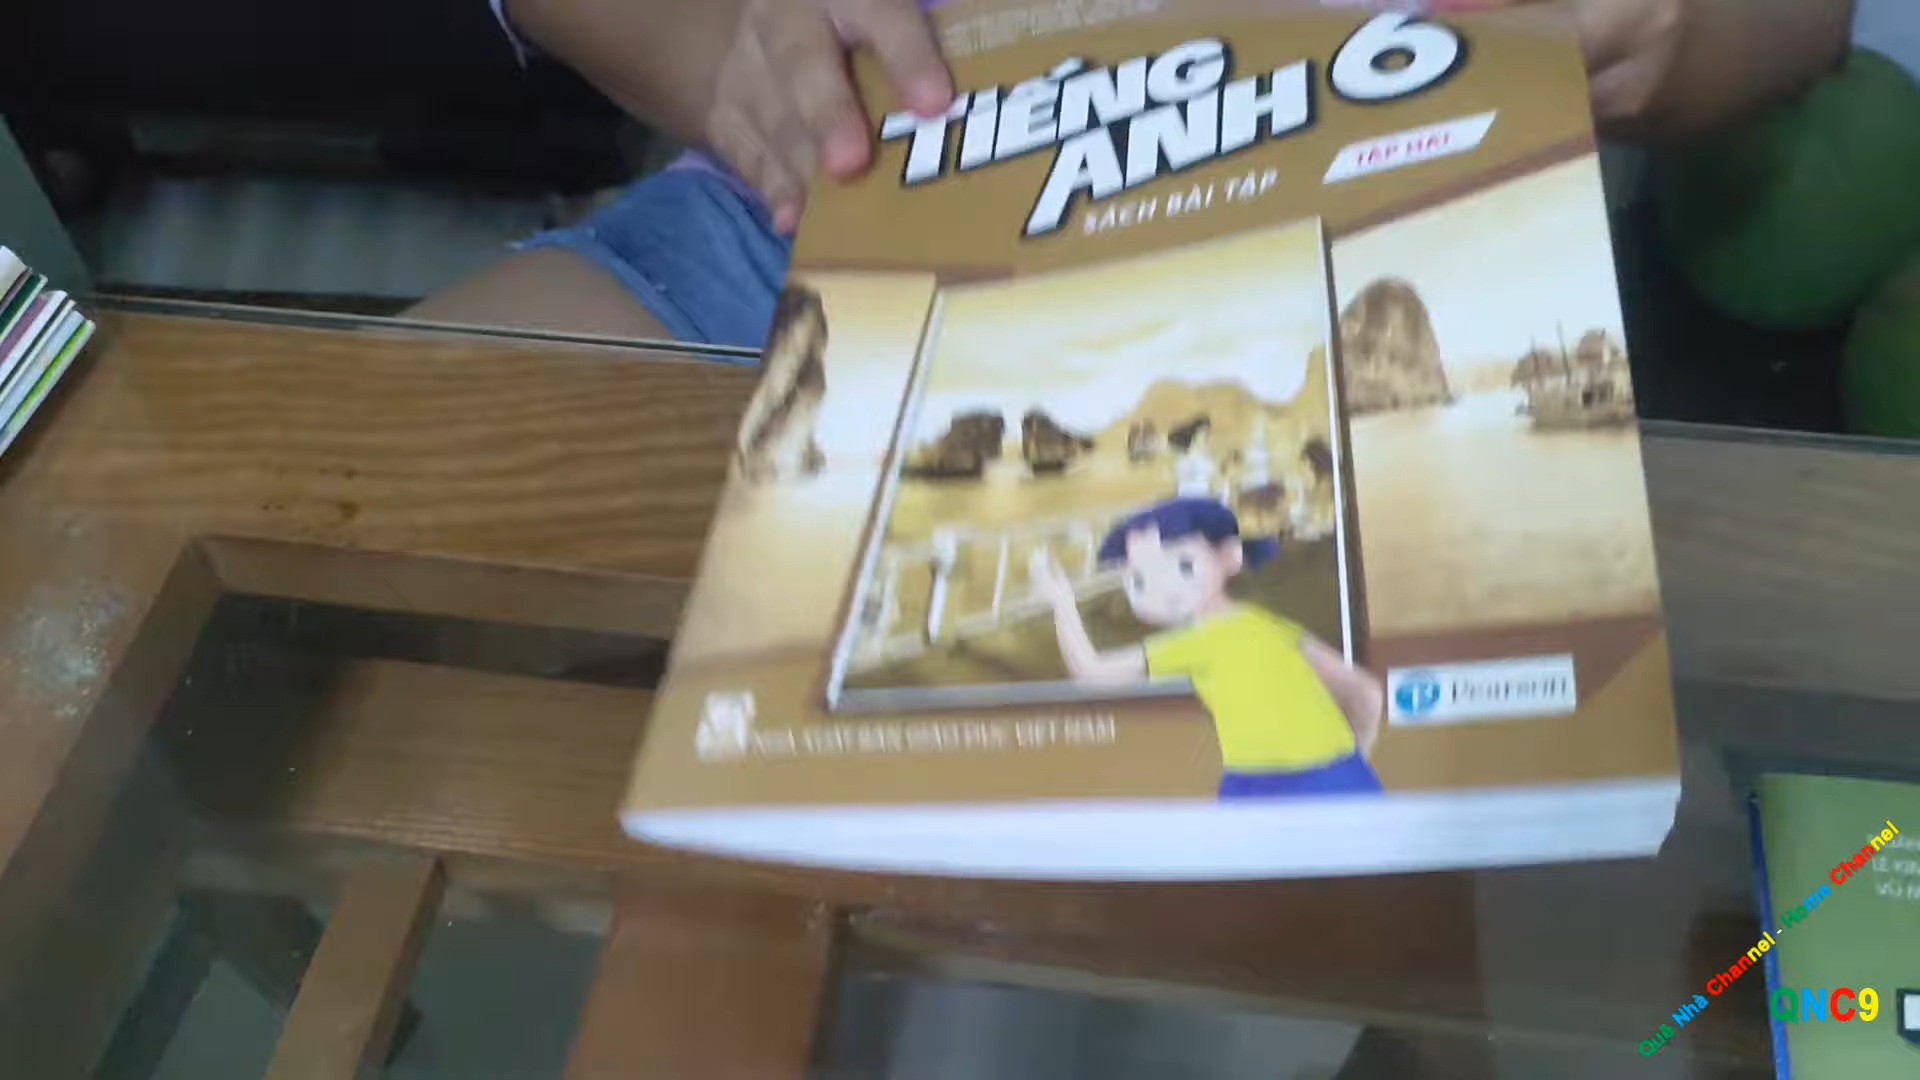 TIẾNG
ANH 6
SÁCH BÀI TẬP
TẬP HAI
NHÀ XUẤT BẢN GIÁO DỤC VIỆT NAM
Pearson
Quê Nhà Channel - Home Channel
QNC9